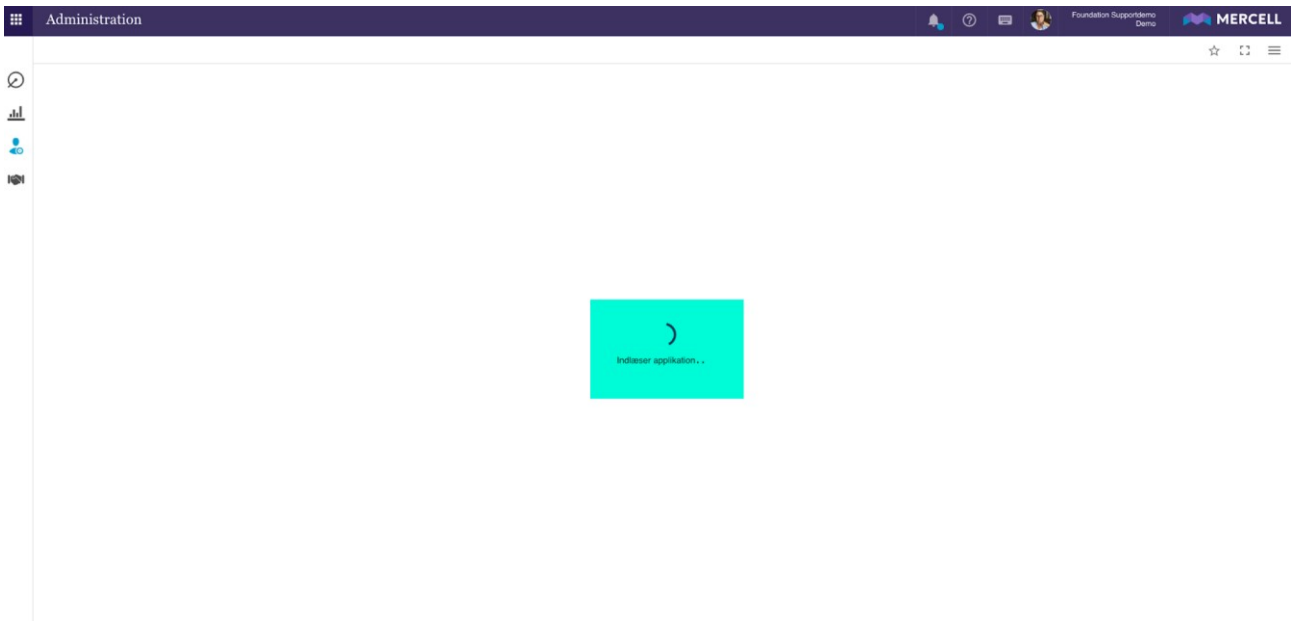 Administration
Foundation Supportdemo
Demo
MERCELL
Indlæser applikation. .